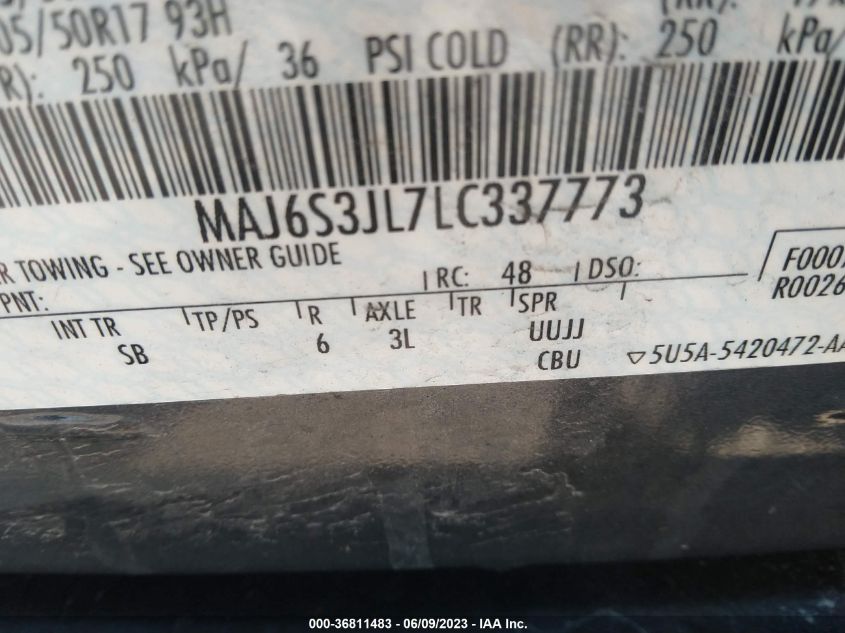 05/50R17 93H
R): 250 kPa/ 36 PSI COLD (RR): 250 kPa/
MAJ6S3JL7LC337773
R TOWING - SEE OWNER GUIDE
PNT: RC: 48 DSO: F000
R0026
INT TR TP/PS R AXLE TR SPR
SB 6 3L UUJJ
CBU 5U5A-5420472-AA
000-36811483 - 06/09/2023 - IAA Inc.